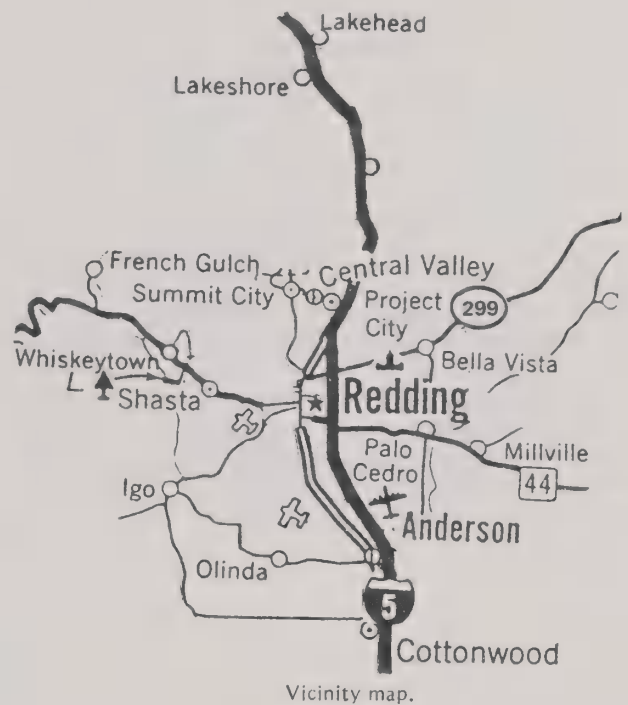 Lakehead
Lakeshore
French Gulch
Central Valley
Summit City
Project
City
299
Whiskeytown
L
Bella Vista
Shasta
Redding
Palo
Cedro
Millville
44
Igo
Anderson
Olinda
5
Cottonwood
Vicinity map.